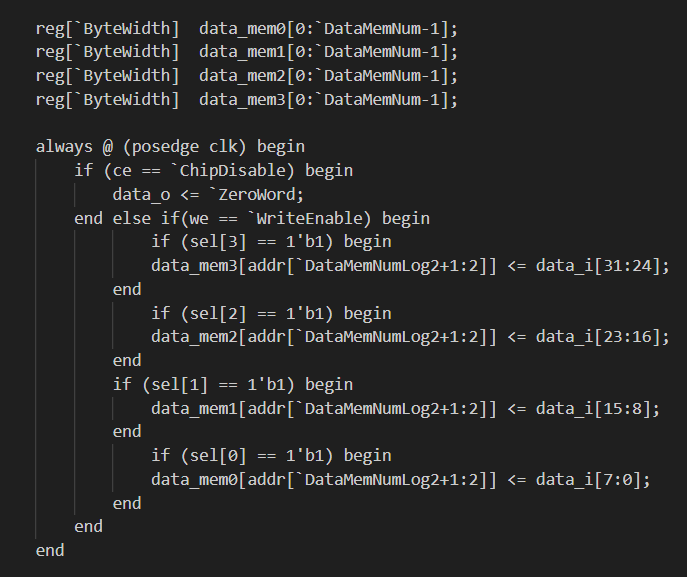 reg[`ByteWidth]  data_mem0[0:`DataMemNum-1];
reg[`ByteWidth]  data_mem1[0:`DataMemNum-1];
reg[`ByteWidth]  data_mem2[0:`DataMemNum-1];
reg[`ByteWidth]  data_mem3[0:`DataMemNum-1];

always @ (posedge clk) begin
    if (ce == `ChipDisable) begin
        data_o <= `ZeroWord;
    end else if(we == `WriteEnable) begin
            if (sel[3] == 1'b1) begin
            data_mem3[addr[`DataMemNumLog2+1:2]] <= data_i[31:24];
        end
            if (sel[2] == 1'b1) begin
            data_mem2[addr[`DataMemNumLog2+1:2]] <= data_i[23:16];
        end
        if (sel[1] == 1'b1) begin
            data_mem1[addr[`DataMemNumLog2+1:2]] <= data_i[15:8];
        end
            if (sel[0] == 1'b1) begin
            data_mem0[addr[`DataMemNumLog2+1:2]] <= data_i[7:0];
        end
    end
end